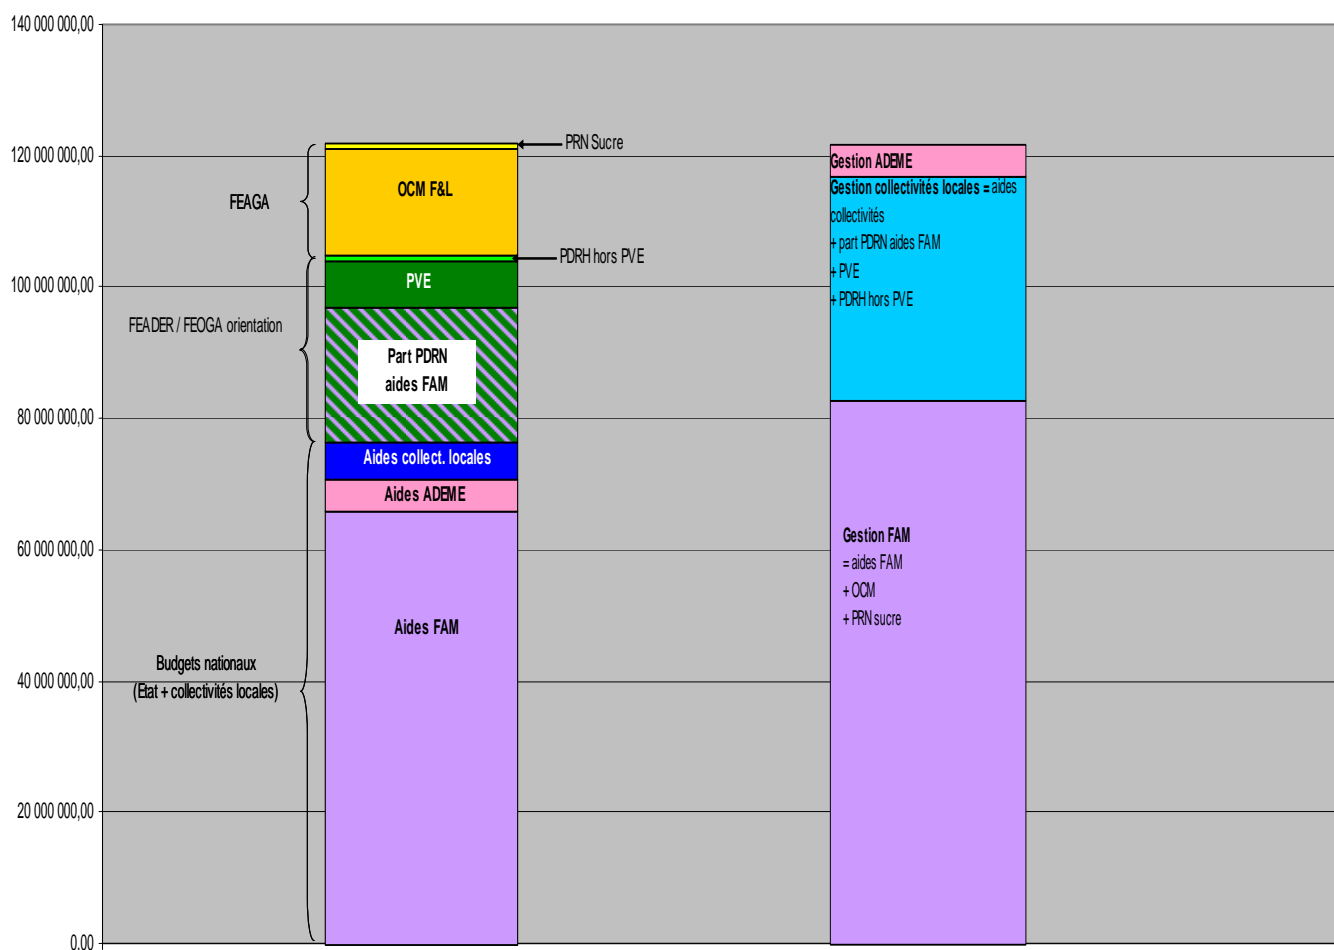 140 000 000,00
120 000 000,00
100 000 000,00
80 000 000,00
60 000 000,00
40 000 000,00
20 000 000,00
0.00
FEAGA
FEADER / FEOGA orientation
Budgets nationaux
(Etat + collectivités locales)
PRN Sucre
OCM F&L
PDRH hors PVE
PVE
Part PDRN
aides FAM
Aides collect. locales
Aides ADEME
Aides FAM
Gestion ADEME
Gestion collectivités locales = aides
collectivités
+ part PDRN aides FAM
+ PVE
+ PDRH hors PVE
Gestion FAM
= aides FAM
+ OCM
+ PRN sucre